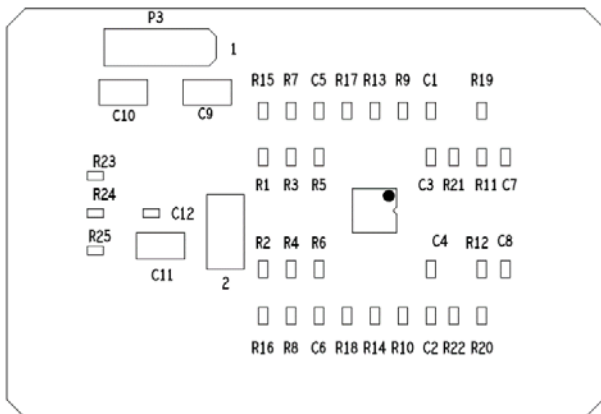 P3
1
C10 C9
R15 R7 C5 R17 R13 R9 C1 R19
R23
R24
C12
R25
C11
2
R1 R3 R5 C3 R21 R11 C7
R2 R4 R6 C4 R12 C8
R16 R8 C6 R18 R14 R10 C2 R22 R20